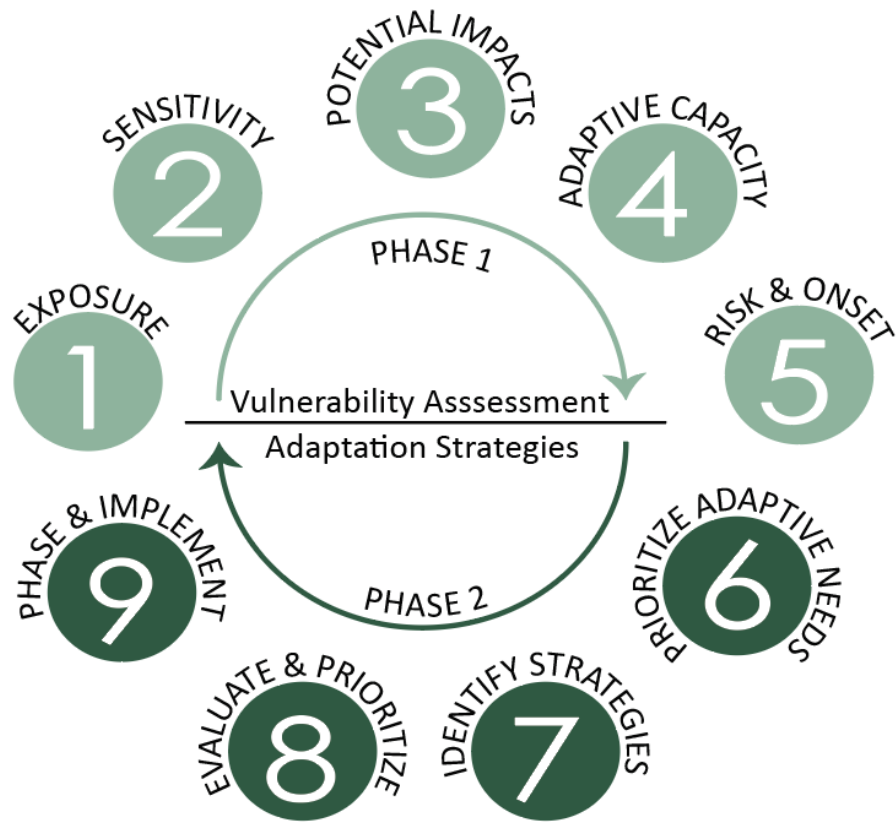 EXPOSURE
1
SENSITIVITY
2
POTENTIAL IMPACTS
3
ADAPTIVE CAPACITY
4
RISK & ONSET
5
PRIORITIZE ADAPTIVE NEEDS
6
IDENTIFY STRATEGIES
7
EVALUATE & PRIORITIZE
8
PHASE & IMPLEMENT
9
PHASE 1
Vulnerability Asssessment
Adaptation Strategies
PHASE 2